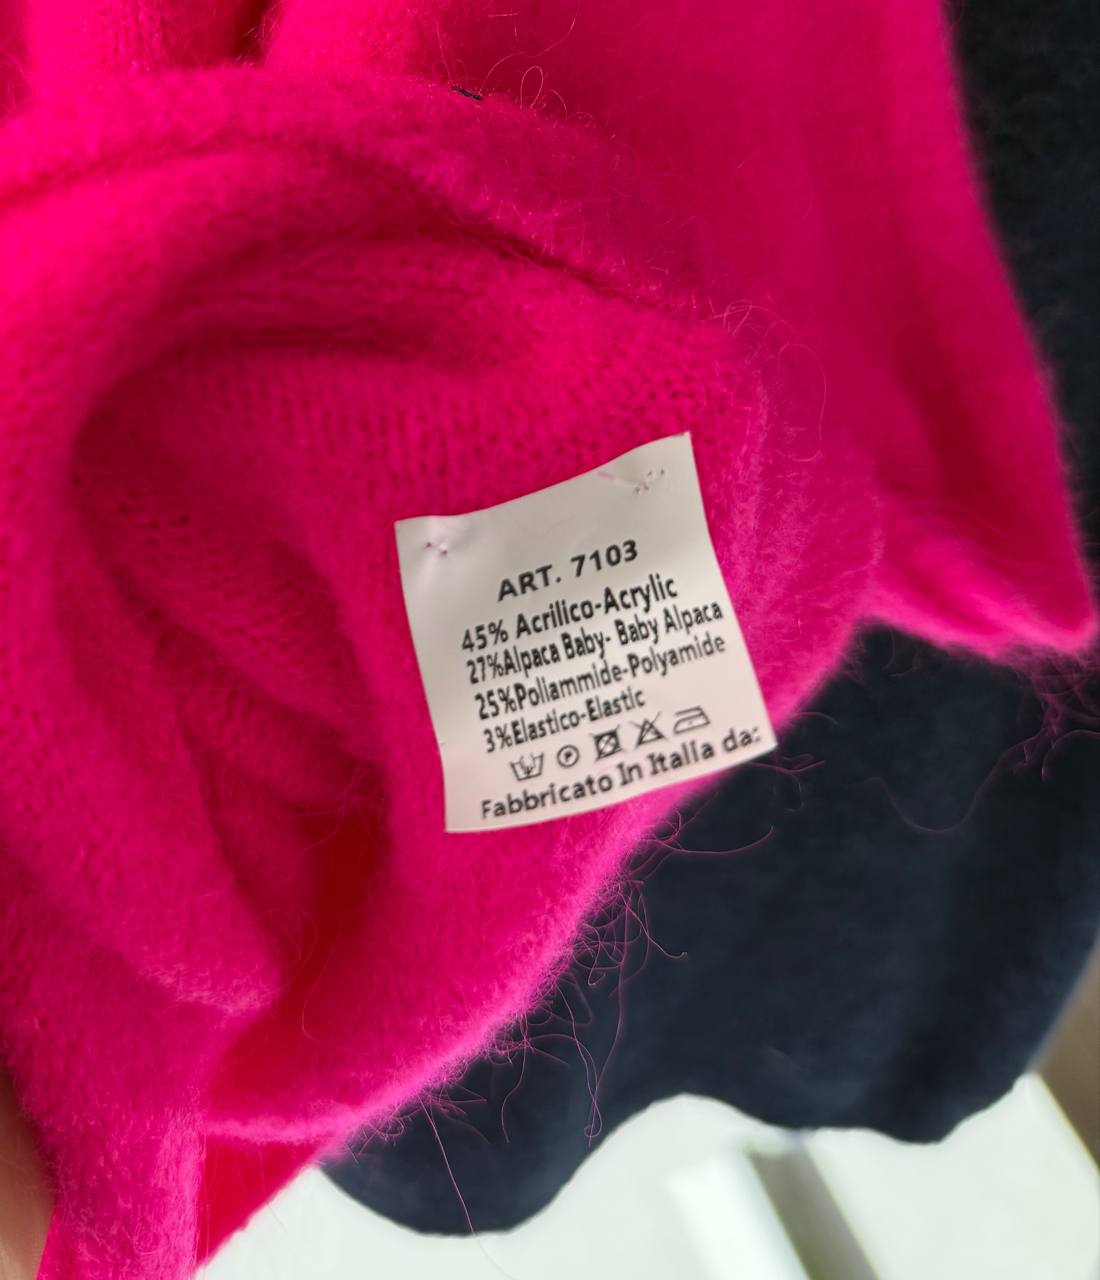 ART. 7103
45% Acrilico-Acrylic
27%Alpaca Baby- Baby Alpaca
25%Poliammide-Polyamide
3%Elastico-Elastic
P
Fabbricato In Italla da: